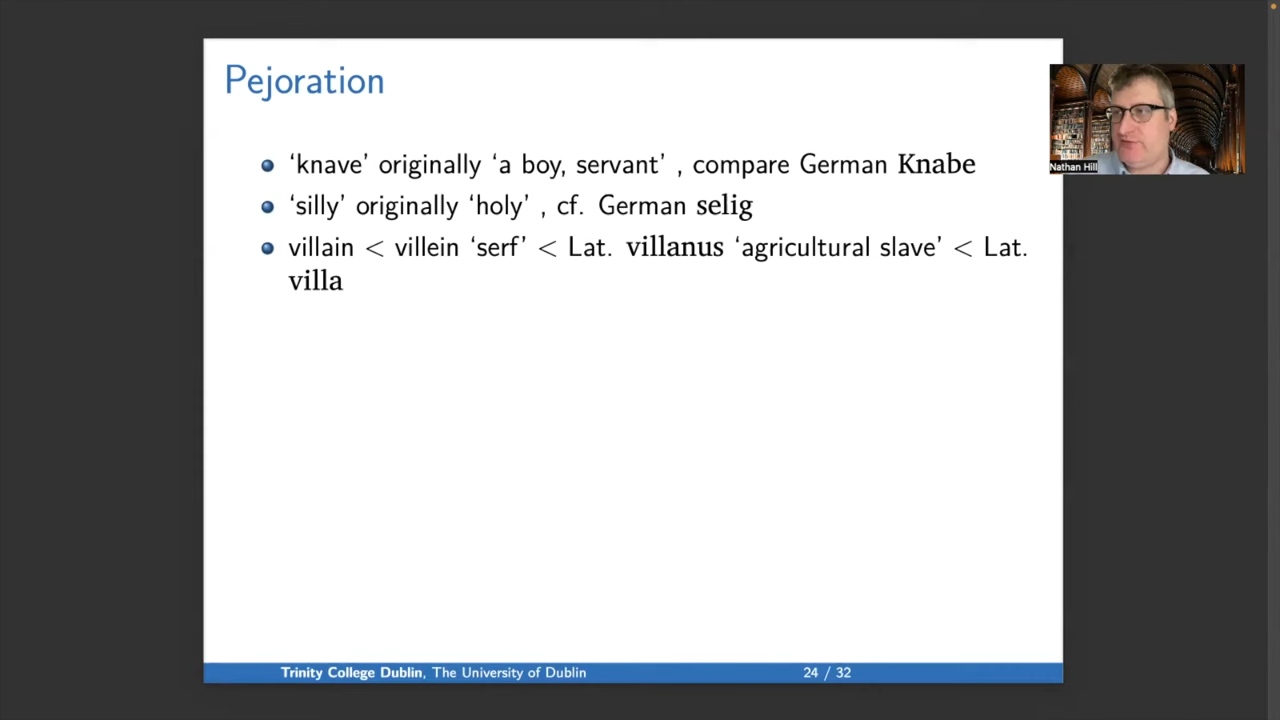 Pejoration
‘knave’ originally ‘a boy, servant’ , compare German Knabe
‘silly’ originally ‘holy’ , cf. German selig
villain < villein ‘serf’ < Lat. villanus ‘agricultural slave’ < Lat.
villa
Nathan Hill
Trinity College Dublin, The University of Dublin
24 / 32